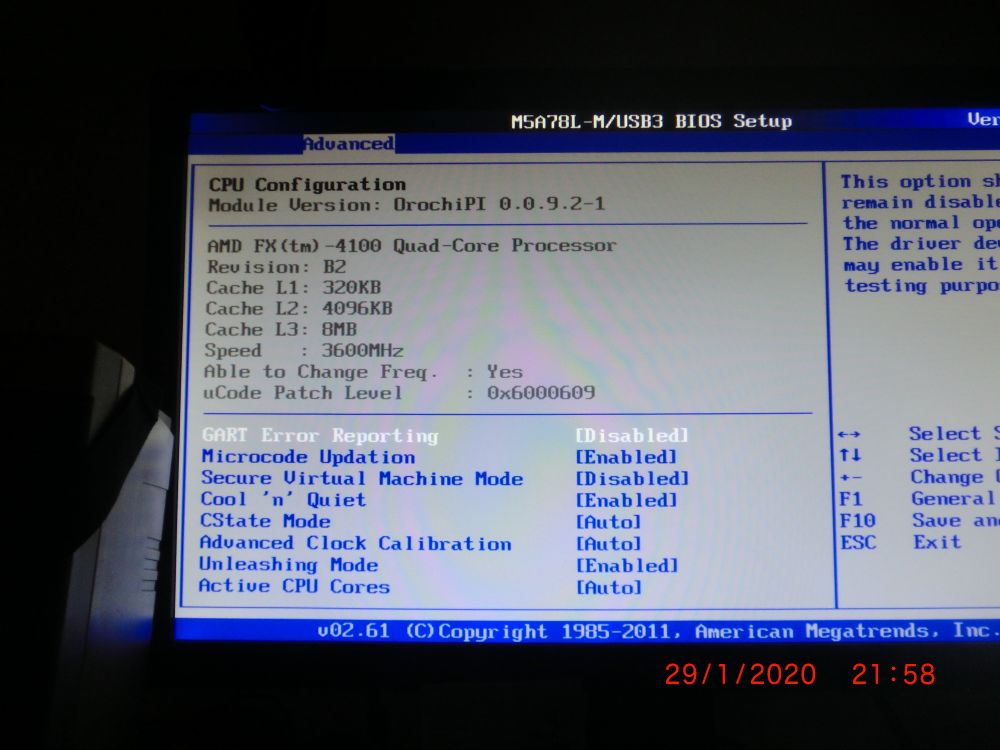 M5A78L-M/USB3 BIOS Setup
Advanced
CPU Configuration
Module Version: OrochiPI 0.0.9.2-1
AMD FX(tm)-4100 Quad-Core Processor
Revision: B2
Cache L1: 320KB
Cache L2: 4096KB
Cache L3: 8MB
Speed : 3600MHz
Able to Change Freq. : Yes
uCode Patch Level : 0x6000609
GART Error Reporting [Disabled]
Microcode Updation [Enabled]
Secure Virtual Machine Mode [Disabled]
Cool 'n' Quiet [Enabled]
CState Mode [Auto]
Advanced Clock Calibration [Auto]
Unleashing Mode [Enabled]
Active CPU Cores [Auto]
This option
remain
the normal
The driver
may enable it
testing
↔ Select
↑↓ Select
+- Change
F1 General
F10 Save
ESC Exit
v02.61 (C)Copyright 1985-2011, American Megatrends, Inc.
29/1/2020 21:58